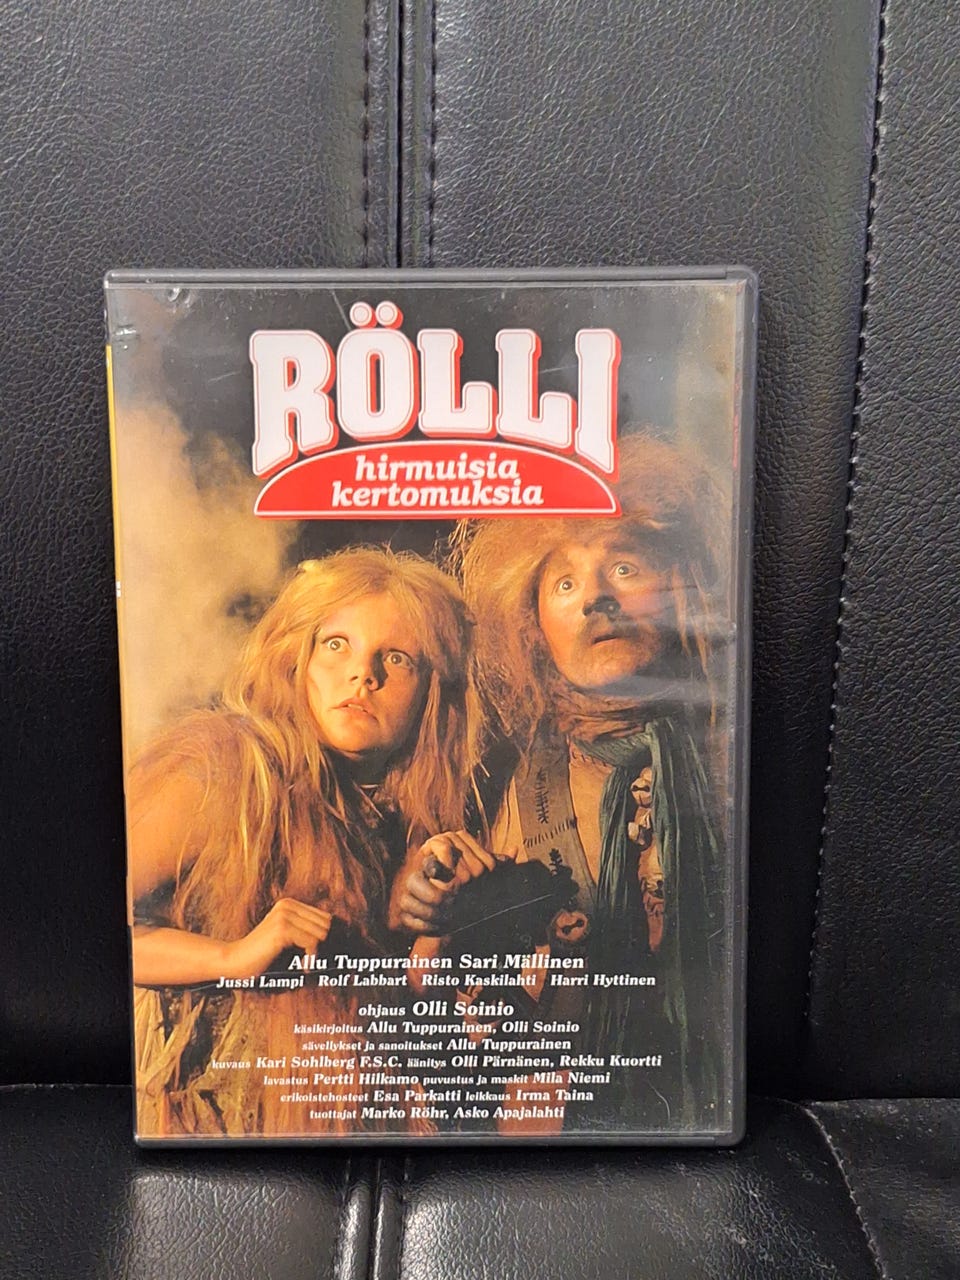 RÖLLI
hirmuisia
kertomuksia
Allu Tuppurainen Sari Mällinen
Jussi Lampi Rolf Labbart Risto Kaskilahti Harri Hyttinen
ohjaus Olli Soinio
käsikirjoitus Allu Tuppurainen, Olli Soinio
sävellykset ja sanoitukset Allu Tuppurainen
kuvaus Kari Sohlberg F.S.C. äänitys Olli Pärnänen, Rekku Kuortti
lavastus Pertti Hilkamo puvustus ja maskit Mila Niemi
erikoistehosteet Esa Parkatti leikkaus Irma Taina
tuottajat Marko Röhr, Asko Apajalahti